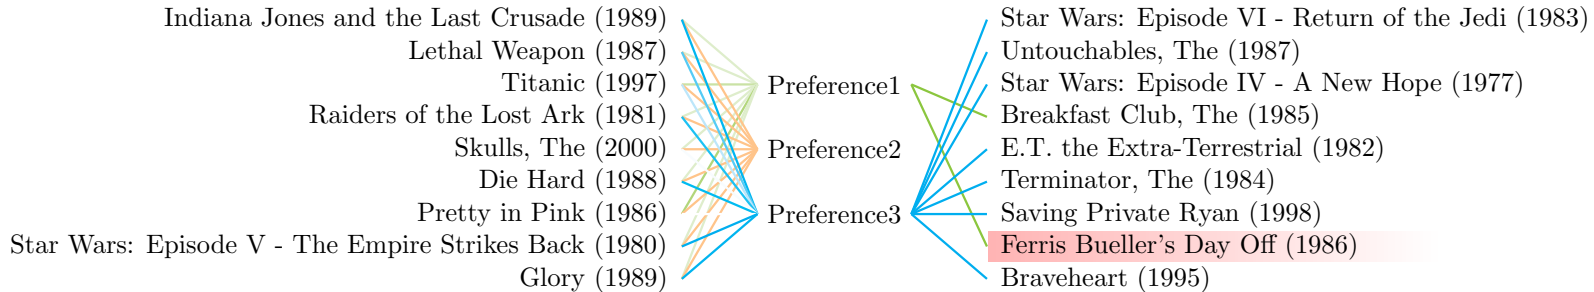 Indiana Jones and the Last Crusade (1989)
Lethal Weapon (1987)
Titanic (1997)
Raiders of the Lost Ark (1981)
Skulls, The (2000)
Die Hard (1988)
Pretty in Pink (1986)
Star Wars: Episode V - The Empire Strikes Back (1980)
Glory (1989)
Preference1
Preference2
Preference3
Star Wars: Episode VI - Return of the Jedi (1983)
Untouchables, The (1987)
Star Wars: Episode IV - A New Hope (1977)
Breakfast Club, The (1985)
E.T. the Extra-Terrestrial (1982)
Terminator, The (1984)
Saving Private Ryan (1998)
Ferris Bueller's Day Off (1986)
Braveheart (1995)